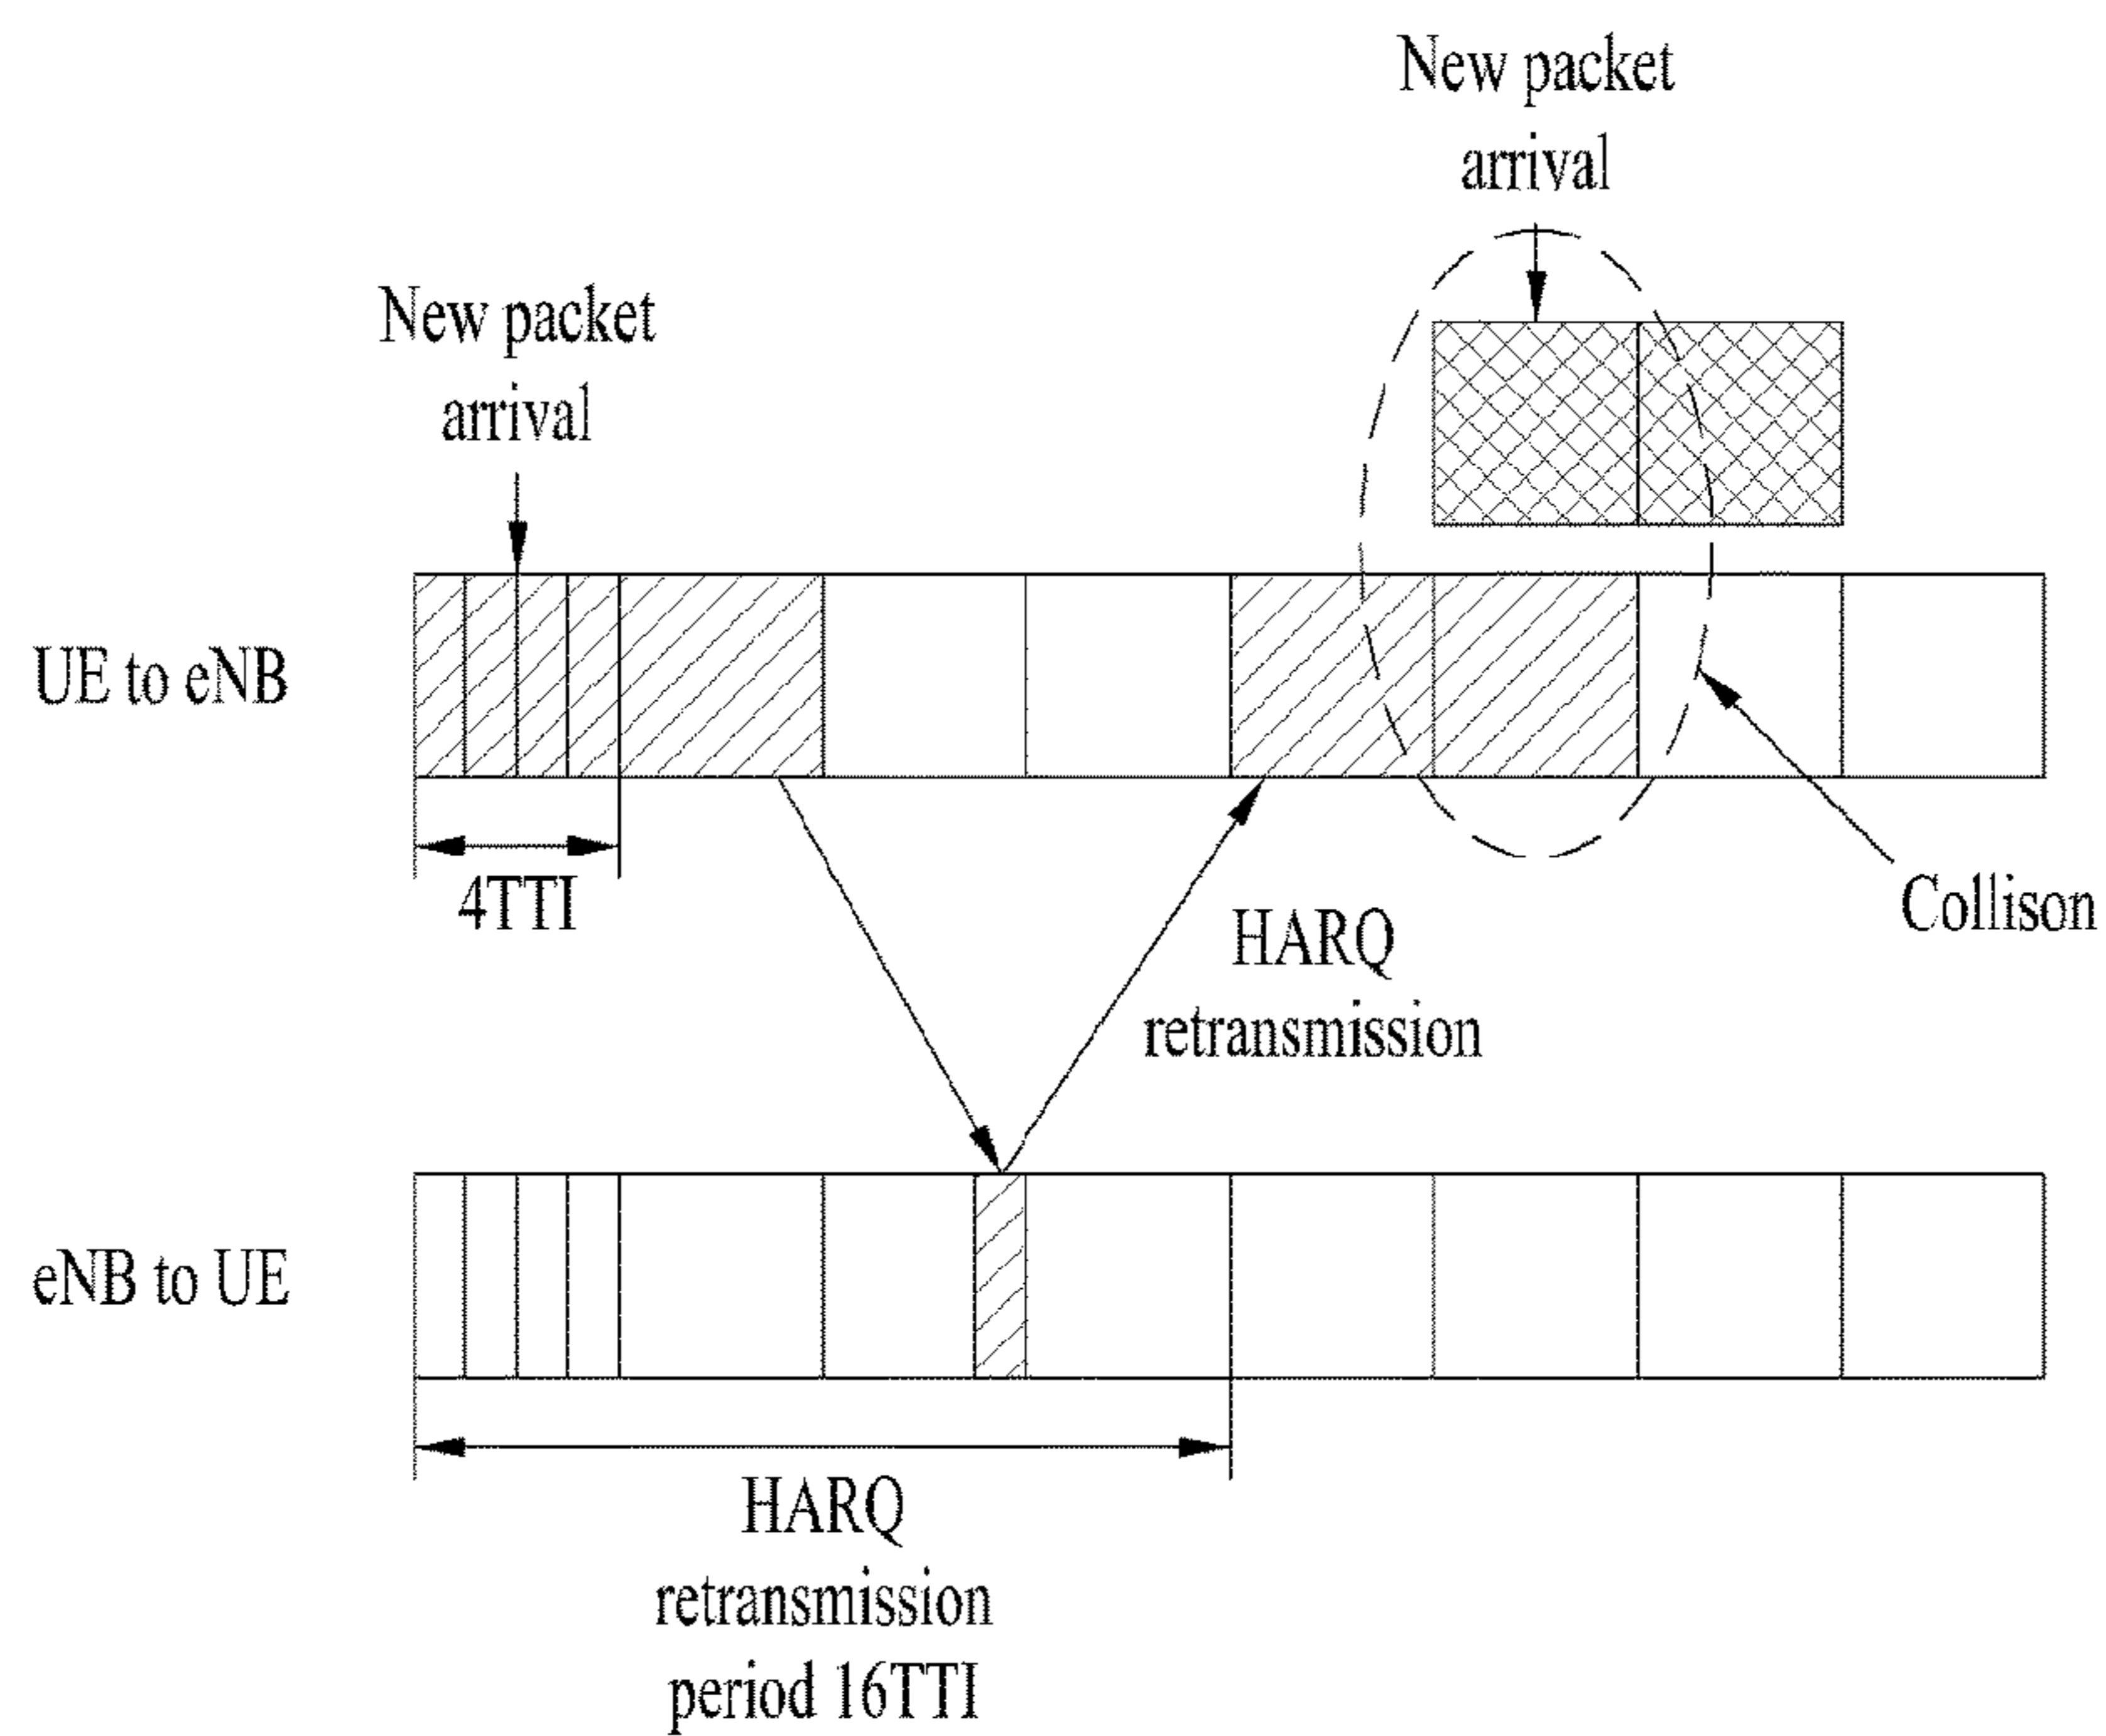 New packet
arrival
New packet
arrival
UE to eNB
4TTI
Collison
HARQ
retransmission
eNB to UE
HARQ
retransmission
period 16TTI